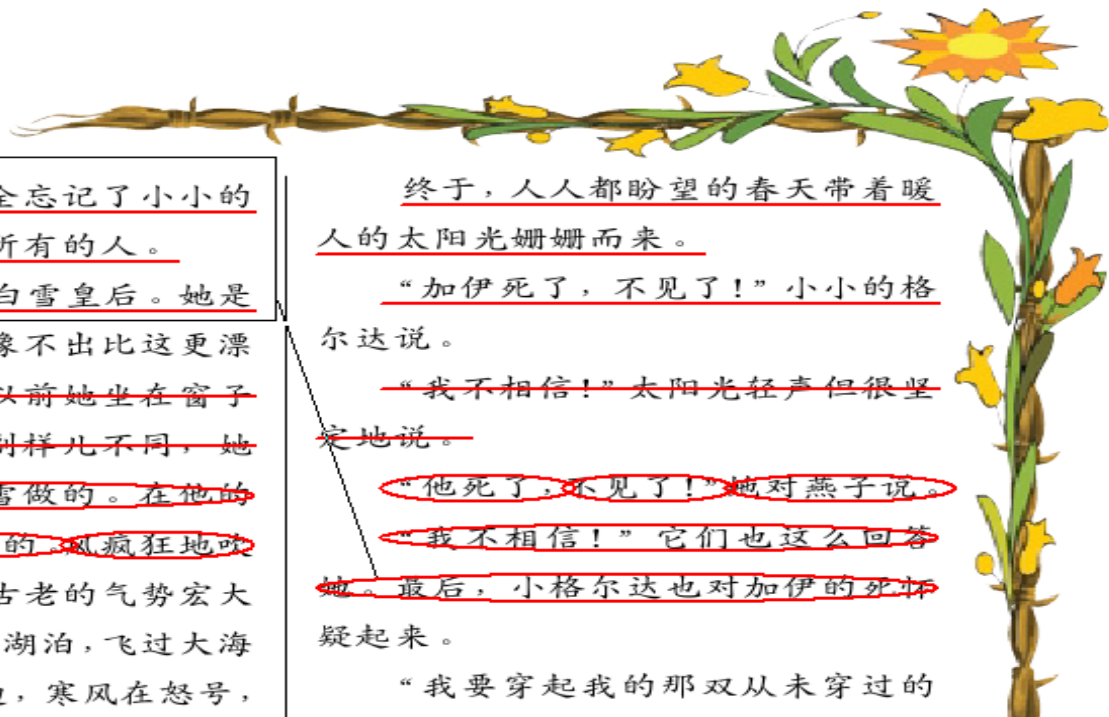 全忘记了小小的
所有的人。
白雪皇后。她是
像不出比这更漂
以前她坐在窗子
样儿不同，她
雪做的。在他的
的。风疯狂地吹
古老的气势宏大
湖泊，飞过大海
，寒风在怒号，
终于，人人都盼望的春天带着暖
人的太阳光姗姗而来。
“加伊死了，不见了！”小小的格
尔达说。
“我不相信！”太阳光轻声但很坚
定地说。
“他死了，不见了！”她对燕子说。
“我不相信！”它们也这么回答
她。最后，小格尔达也对加伊的死怀
疑起来。
“我要穿起我的那双从未穿过的